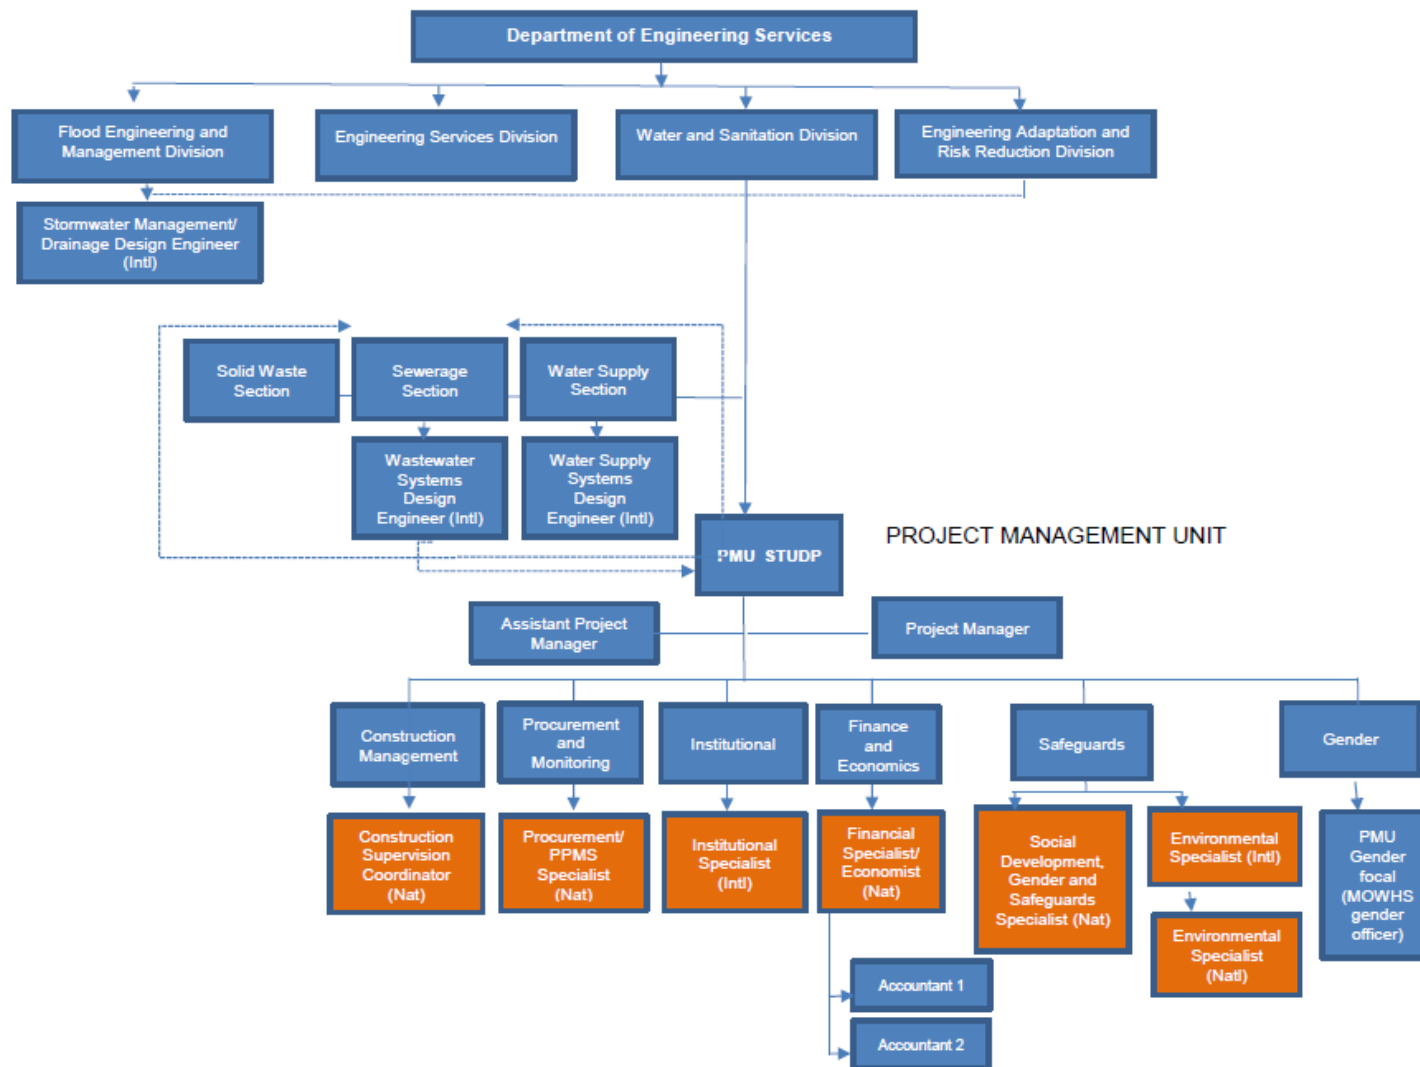 Department of Engineering Services
Flood Engineering and
Management Division
Engineering Services Division
Water and Sanitation Division
Engineering Adaptation and
Risk Reduction Division
Stormwater Management/
Drainage Design Engineer
(Intl)
Solid Waste
Section
Sewerage
Section
Water Supply
Section
Wastewater
Systems
Design
Engineer (Intl)
Water Supply
Systems
Design
Engineer (Intl)
PMU STUDP
PROJECT MANAGEMENT UNIT
Assistant Project
Manager
Project Manager
Construction
Management
Procurement
and
Monitoring
Institutional
Finance
and
Economics
Safeguards
Gender
Construction
Supervision
Coordinator
(Nat)
Procurement/
PPMS
Specialist
(Nat)
Institutional
Specialist
(Intl)
Financial
Specialist/
Economist
(Nat)
Social
Development,
Gender and
Safeguards
Specialist (Nat)
Environmental
Specialist (Intl)
Environmental
Specialist
(Natl)
PMU
Gender
focal
(MOWHS
gender
officer)
Accountant 1
Accountant 2